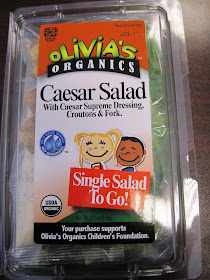 OLiViA'S
ORGANICS
Caesar Salad
With Caesar Supreme Dressing,
Croutons & Fork.
Single Salad
To Go!
USDA
ORGANIC
Your purchase supports
Olivia's Organics Children's Foundation.